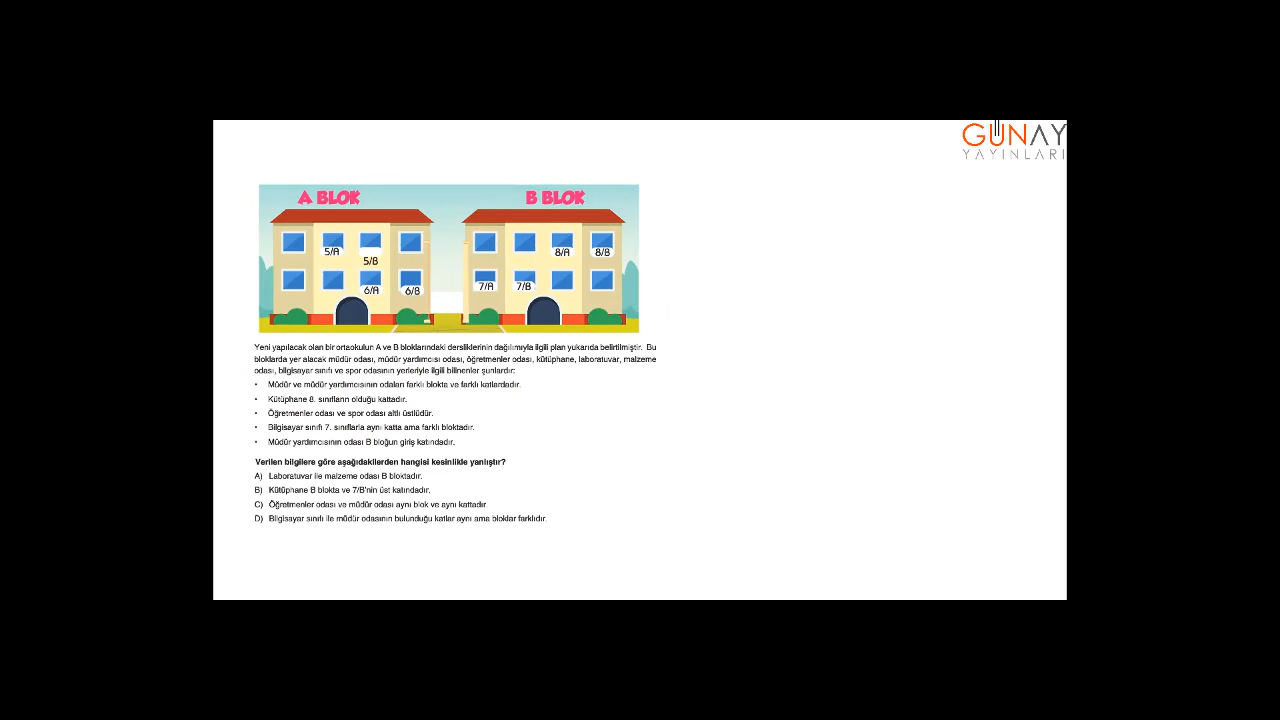 GÜNAY
YAYINLARI
A BLOK
B BLOK
5/A
5/B
8/A
8/B
6/A
6/B
7/A
7/B
Yeni yapılacak olan bir ortaokulun A ve B bloklarındaki dersliklerinin dağılımıyla ilgili plan yukarıda belirtilmiştir. Bu
bloklarda yer alacak müdür odası, müdür yardımcısı odası, öğretmenler odası, kütüphane, laboratuvar, malzeme
odası, bilgisayar sınıfı ve spor odasının yerleriyle ilgili bilinenler şunlardır:
• Müdür ve müdür yardımcısının odaları farklı blokta ve farklı katlardadır.
• Kütüphane 8. sınıfların olduğu kattadır.
• Öğretmenler odası ve spor odası altlı üstlüdür.
• Bilgisayar sınıfı 7. sınıflarla aynı katta ama farklı bloktadır.
• Müdür yardımcısının odası B bloğun giriş katındadır.
Verilen bilgilere göre aşağıdakilerden hangisi kesinlikle yanlıştır?
A) Laboratuvar ile malzeme odası B bloktadır.
B) Kütüphane B blokta ve 7/B'nin üst katındadır.
C) Öğretmenler odası ve müdür odası aynı blok ve aynı kattadır.
D) Bilgisayar sınıfı ile müdür odasının bulunduğu katlar aynı ama bloklar farklıdır.